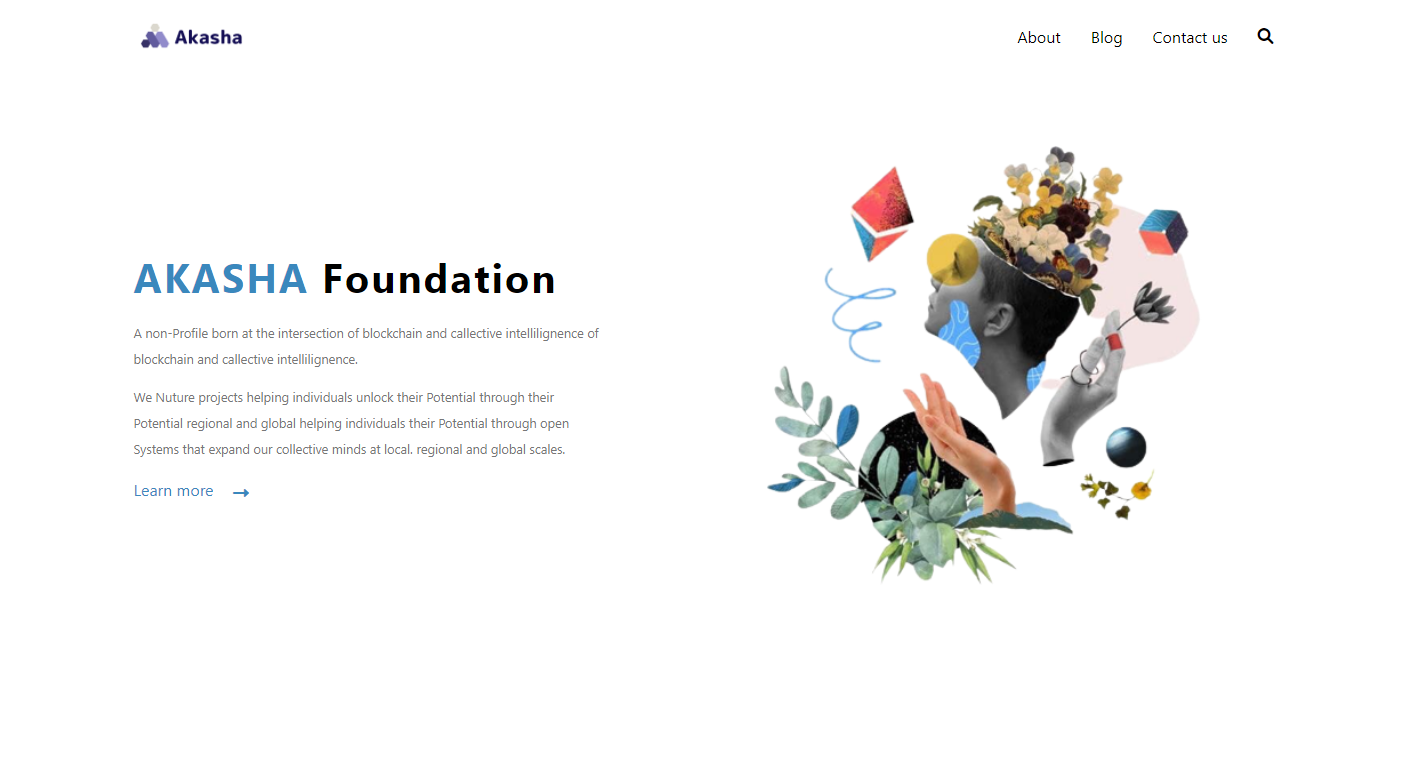 Akasha
About
Blog
Contact us
AKASHA Foundation
A non-Profile born at the intersection of blockchain and callective intellilignence of
blockchain and callective intellilignence.
We Nuture projects helping individuals unlock their Potential through their
Potential regional and global helping individuals their Potential through open
Systems that expand our collective minds at local. regional and global scales.
Learn more